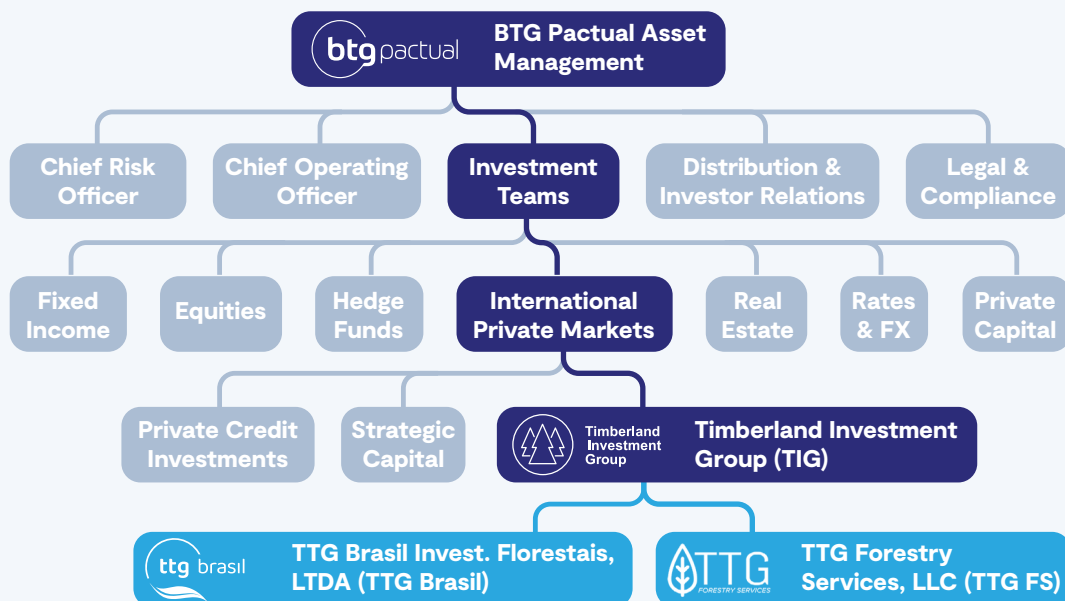 btg pactual
BTG Pactual Asset
Management
Chief Risk
Officer
Chief Operating
Officer
Investment
Teams
Distribution &
Investor Relations
Legal &
Compliance
Fixed
Income
Equities
Hedge
Funds
International
Private Markets
Real
Estate
Rates
& FX
Private
Capital
Private Credit
Investments
Strategic
Capital
Timberland
Investment
Group
Timberland Investment
Group (TIG)
ttg brasil
TTG Brasil Invest. Florestais,
LTDA (TTG Brasil)
TTG
FORESTRY SERVICES
TTG Forestry
Services, LLC (TTG FS)